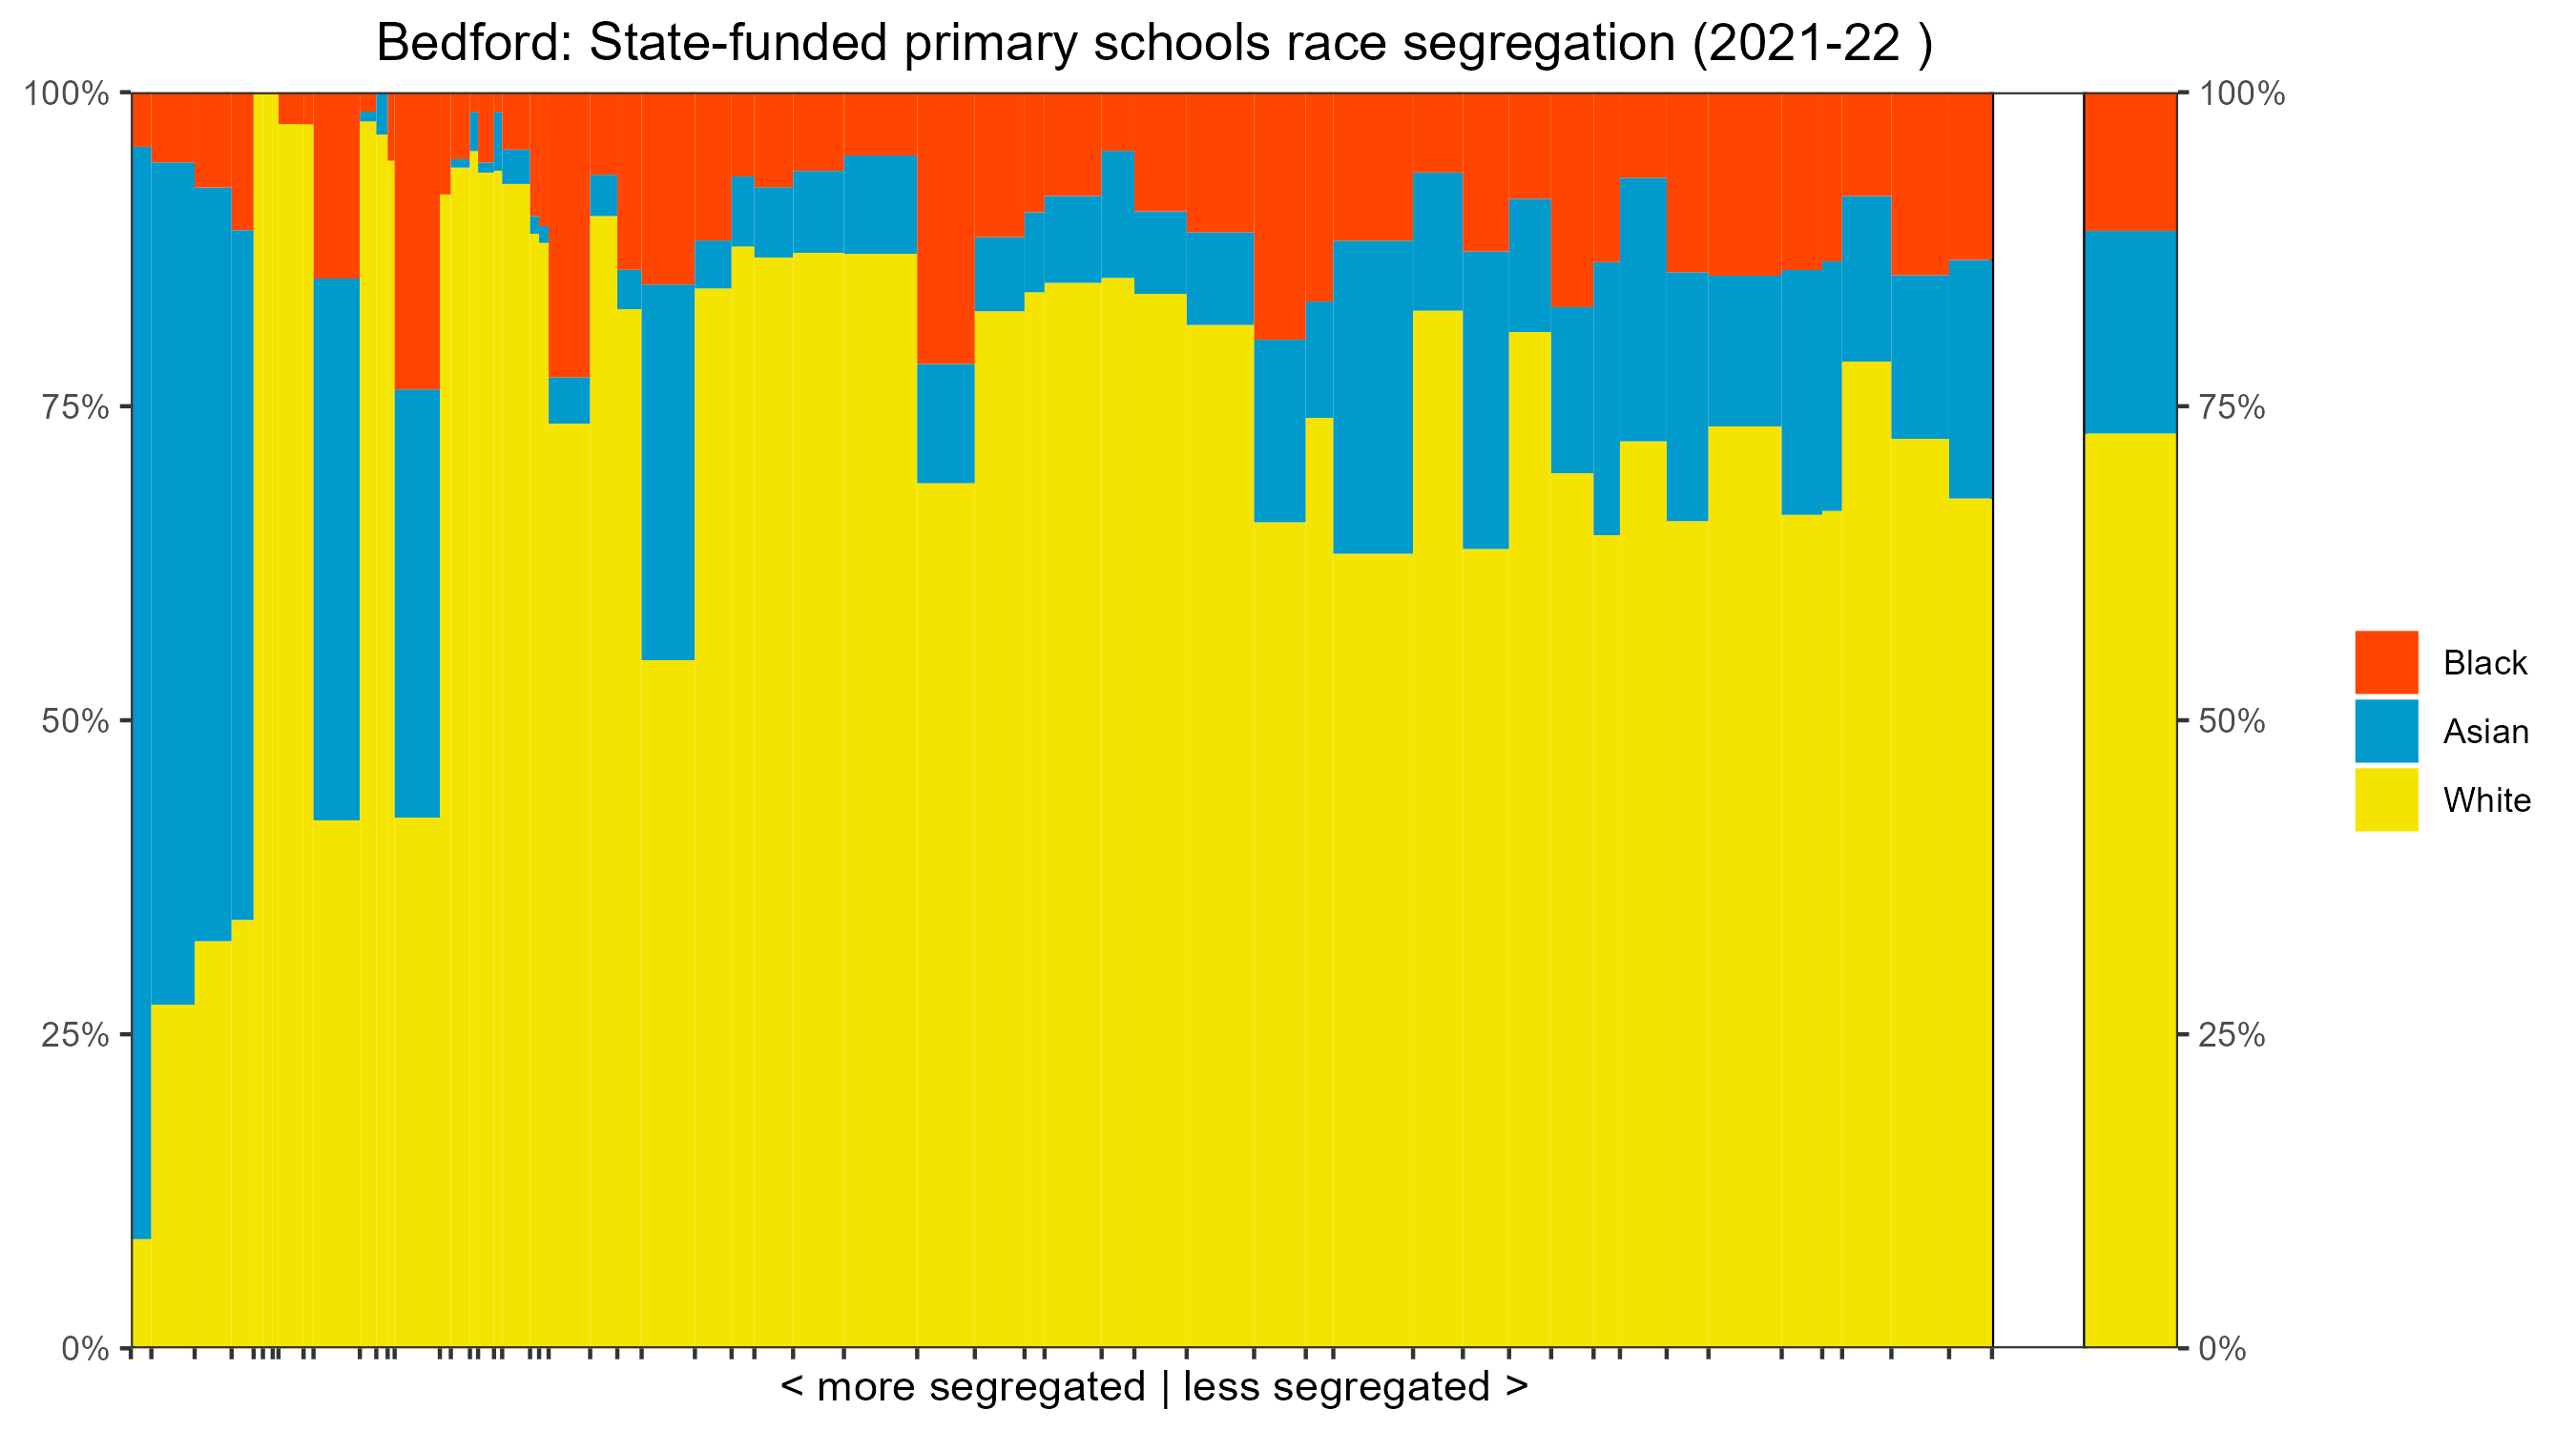 Bedford: State-funded primary schools race segregation (2021-22 )
100%
75%
50%
25%
0%
100%
75%
50%
25%
0%
Black
Asian
White
< more segregated | less segregated >